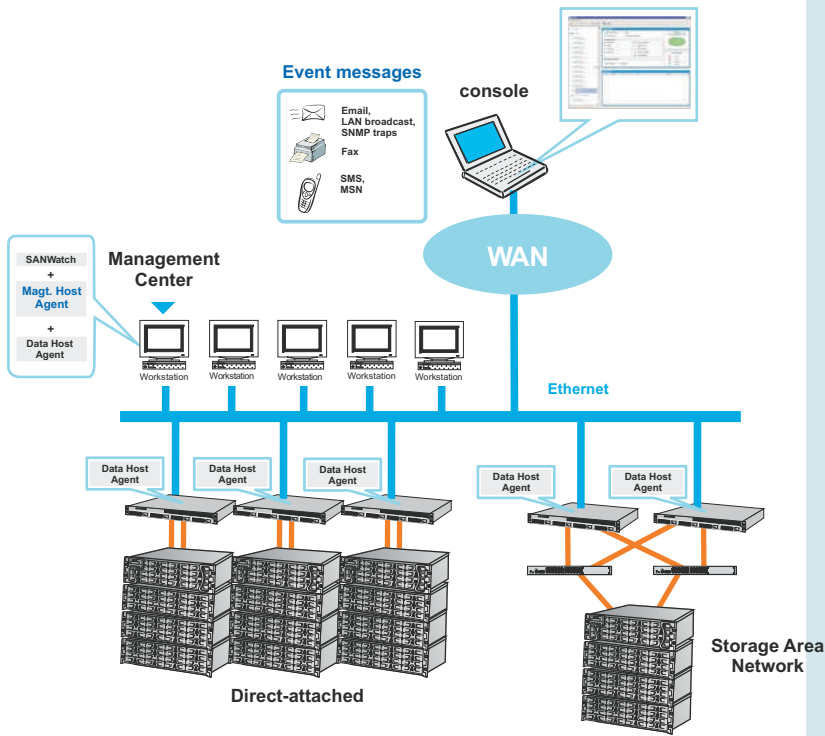 Event messages
Email,
LAN broadcast,
SNMP traps
Fax
SMS,
MSN
console
WAN
SANWatch
+
Magt. Host
Agent
+
Data Host
Agent
Management
Center
Workstation
Workstation
Workstation
Workstation
Workstation
Ethernet
Data Host
Agent
Data Host
Agent
Data Host
Agent
Data Host
Agent
Data Host
Agent
Direct-attached
Storage Area
Network